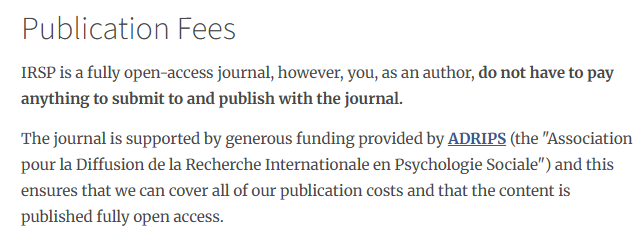 Publication Fees
IRSP is a fully open-access journal, however, you, as an author, do not have to pay
anything to submit to and publish with the journal.
The journal is supported by generous funding provided by ADRIPS (the "Association
pour la Diffusion de la Recherche Internationale en Psychologie Sociale") and this
ensures that we can cover all of our publication costs and that the content is
published fully open access.